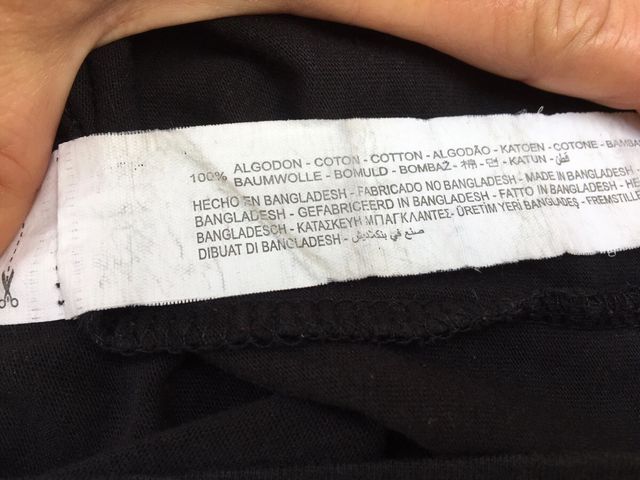 100% ALGODON - COTON - COTTON - ALGODÃO - KATOEN - COTONE -
BAUMWOLLE - BOMULD - BOMBAŽ - 棉 - 면 - KATUN - قطن
HECHO EN BANGLADESH - FABRICADO NO BANGLADESH - MADE IN BANGLADESH -
BANGLADESH - GEFABRICEERD IN BANGLADESH - FATTO IN BANGLADESH -
BANGLADESCH - ΚΑΤΑΣΚΕΥΗ ΜΠΑΓΚΛΑΝΤΕΣ - ÜRETİM YERİ BANGLADEŞ -
DIBUAT DI BANGLADESH - صنع في بنكلاديش